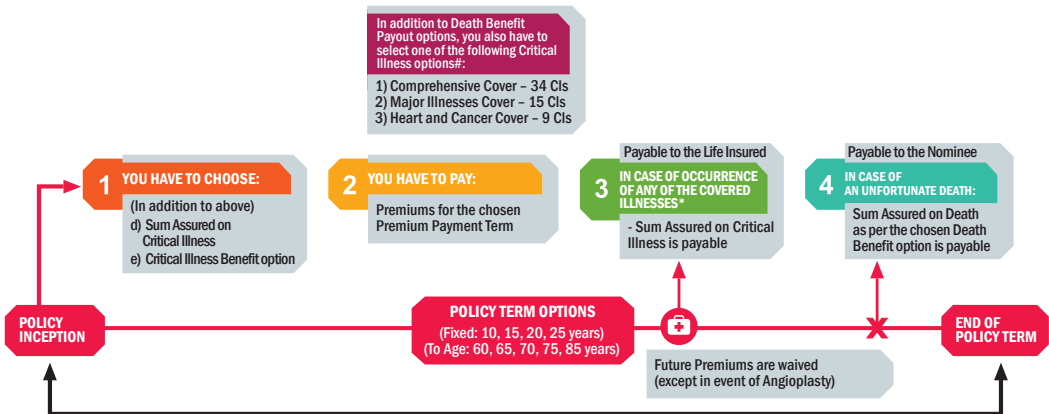 In addition to Death Benefit
Payout options, you also have to
select one of the following Critical
Illness options#:
1) Comprehensive Cover – 34 CIs
2) Major Illnesses Cover – 15 CIs
3) Heart and Cancer Cover – 9 CIs
1
YOU HAVE TO CHOOSE:
(In addition to above)
d) Sum Assured on
Critical Illness
e) Critical Illness Benefit option
2
YOU HAVE TO PAY:
Premiums for the chosen
Premium Payment Term
Payable to the Life Insured
3
IN CASE OF OCCURRENCE
OF ANY OF THE COVERED
ILLNESSES*
- Sum Assured on Critical
Illness is payable
Payable to the Nominee
4
IN CASE OF
AN UNFORTUNATE DEATH:
Sum Assured on Death
as per the chosen Death
Benefit option is payable
POLICY
INCEPTION
POLICY TERM OPTIONS
(Fixed: 10, 15, 20, 25 years)
(To Age: 60, 65, 70, 75, 85 years)
END OF
POLICY TERM
Future Premiums are waived
(except in event of Angioplasty)